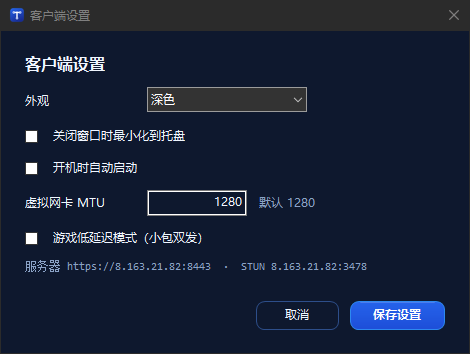 T 客户端设置
客户端设置
外观 深色
关闭窗口时最小化到托盘
开机时自动启动
虚拟网卡 MTU 1280 默认 1280
游戏低延迟模式（小包双发）
服务器 https://8.163.21.82:8443 · STUN 8.163.21.82:3478
取消 保存设置